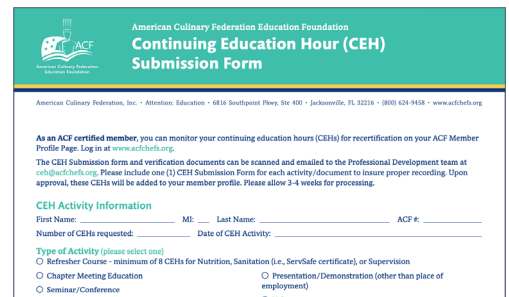 American Culinary Federation Education Foundation
Continuing Education Hour (CEH)
Submission Form
ACF
American Culinary Federation
Education Foundation
American Culinary Federation, Inc. • Attention: Education • 6816 Southpoint Pkwy, Ste 400 • Jacksonville, FL 32216 • (800) 624-9458 • www.acfchefs.org
As an ACF certified member, you can monitor your continuing education hours (CEHs) for recertification on your ACF Member
Profile Page. Log in at www.acfchefs.org.
The CEH Submission form and verification documents can be scanned and emailed to the Professional Development team at
ceh@acfchefs.org. Please include one (1) CEH Submission Form for each activity/document to insure proper recording. Upon
approval, these CEHs will be added to your member profile. Please allow 3-4 weeks for processing.
CEH Activity Information
First Name: MI: Last Name: ACF #:
Number of CEHs requested: Date of CEH Activity:
Type of Activity (please select one)
Refresher Course - minimum of 8 CEHs for Nutrition, Sanitation (i.e., ServSafe certificate), or Supervision
Chapter Meeting Education
Presentation/Demonstration (other than place of
employment)
Seminar/Conference